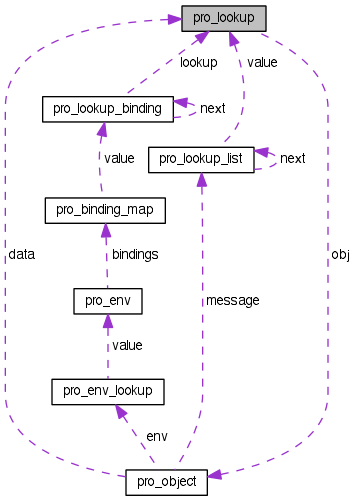 pro_lookup
lookup
value
pro_lookup_binding
next
pro_lookup_list
next
value
pro_binding_map
data
bindings
obj
pro_env
message
value
pro_env_lookup
env
pro_object